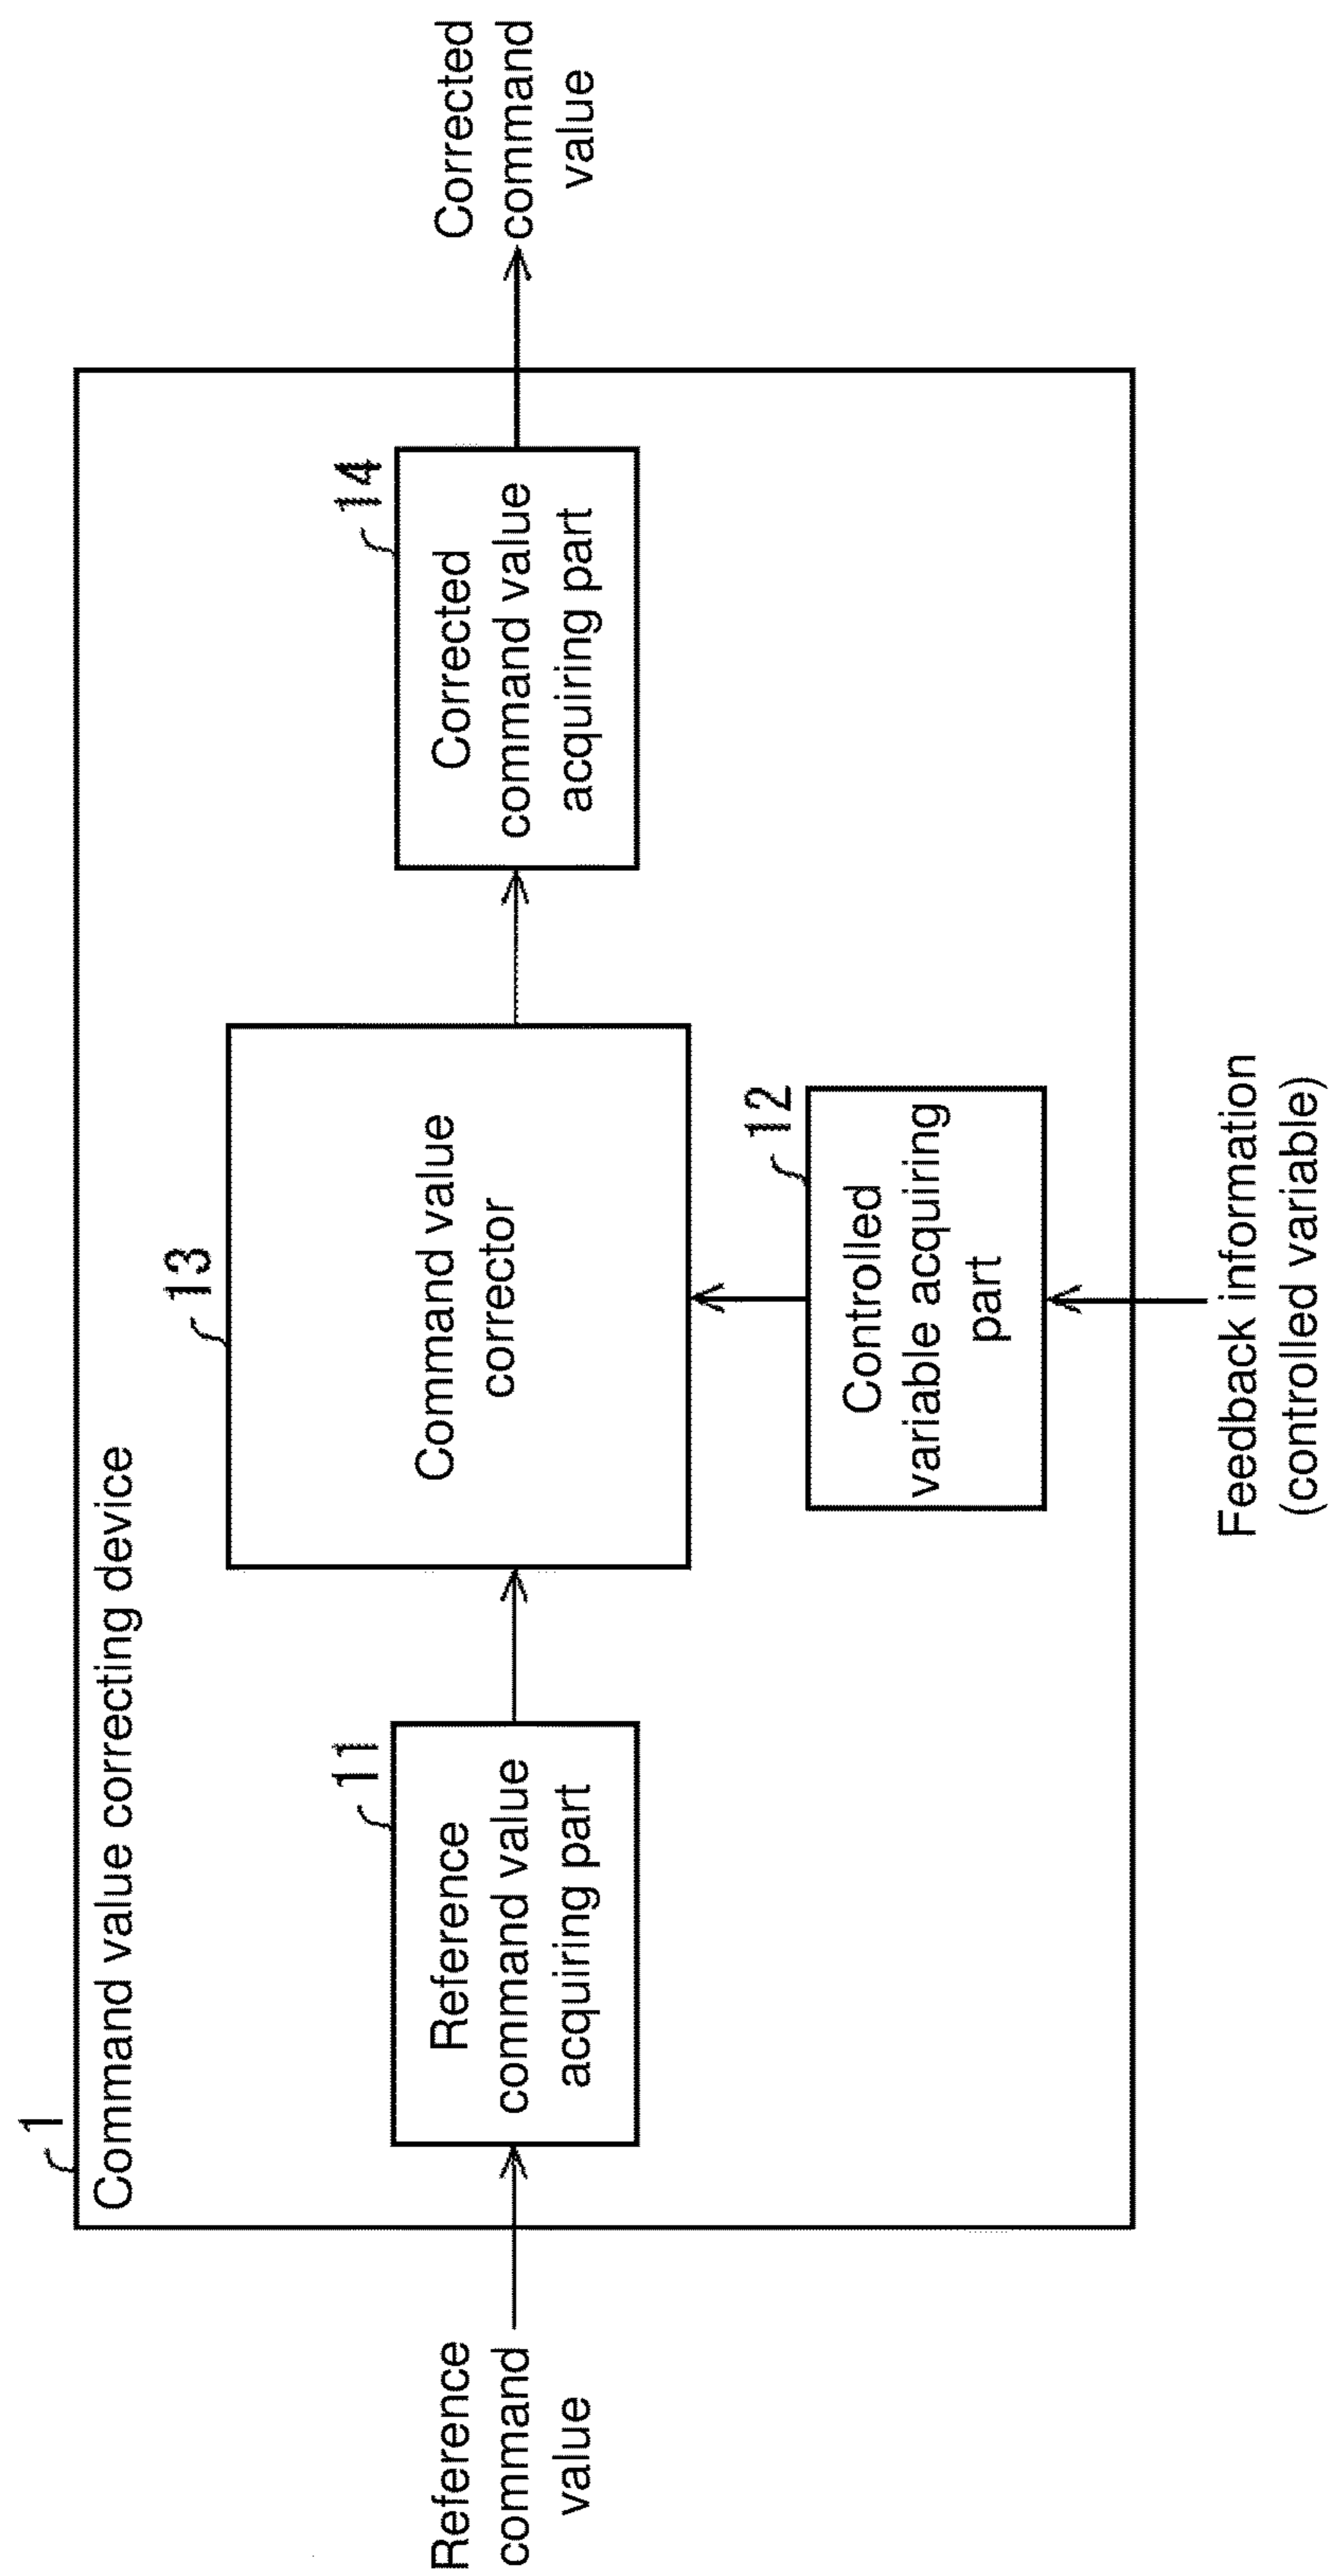 1
Command value correcting device
Reference
command
value
11
Reference
command value
acquiring part
13
Command value
corrector
12
Controlled
variable acquiring
part
Feedback information
(controlled variable)
14
Corrected
command value
acquiring part
Corrected
command
value